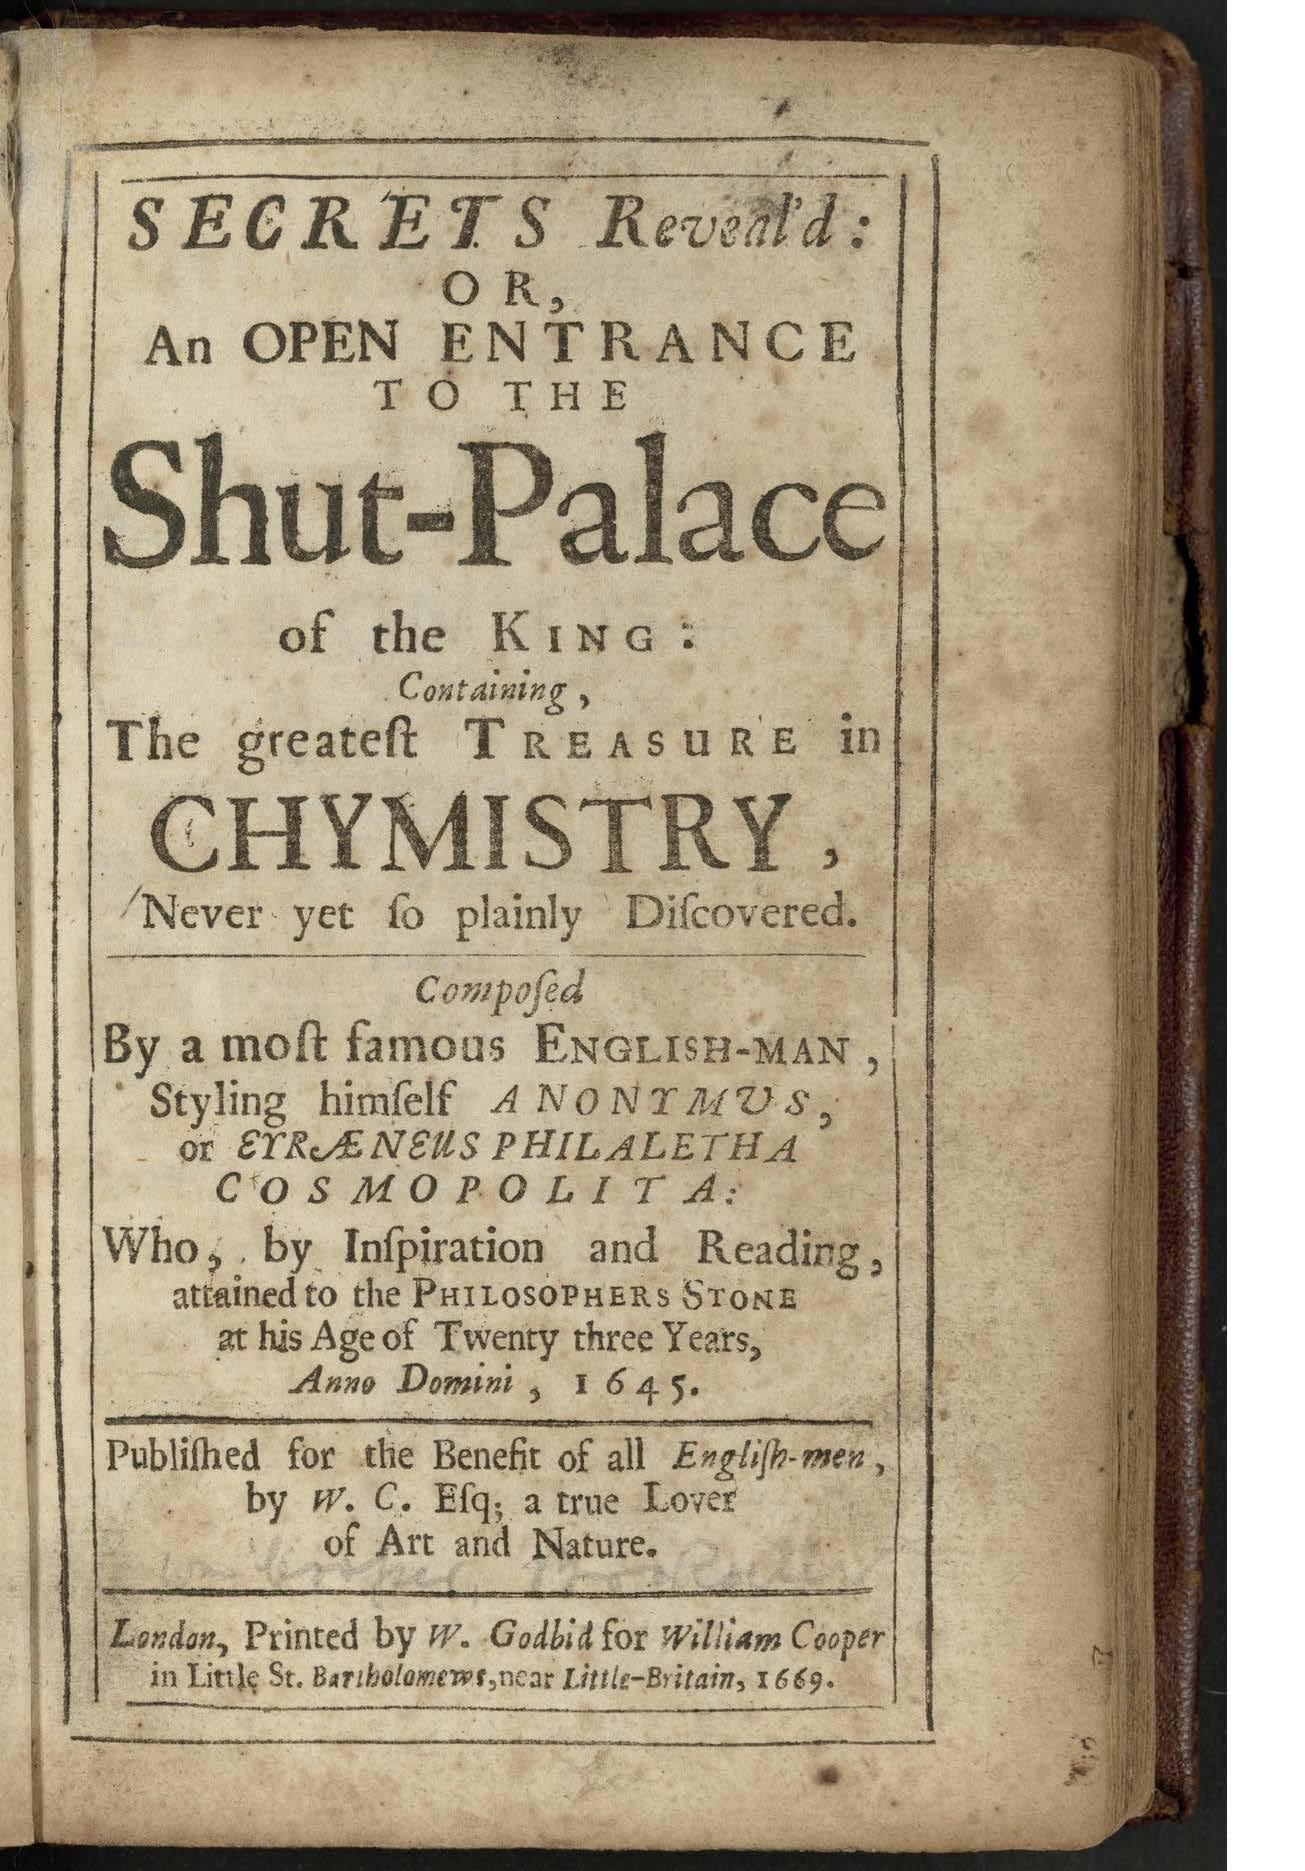 SECRETS Reveal'd:
OR,
An OPEN ENTRANCE
TO THE
Shut-Palace
of the KING:
Containing,
The greateſt TREASURE in
CHYMISTRY,
Never yet ſo plainly Diſcovered.
Compoſed
By a moſt famous ENGLISH-MAN,
Styling himſelf ANONYMUS,
or EYRÆNEUS PHILALETHA
COSMOPOLITA:
Who, by Inſpiration and Reading,
attained to the PHILOSOPHERS STONE
at his Age of Twenty three Years,
Anno Domini, 1645.
Publiſhed for the Benefit of all Engliſh-men,
by W. C. Eſq; a true Lover
of Art and Nature.
London, Printed by W. Godbid for William Cooper
in Little St. Bartholomews, near Little-Britain, 1669.